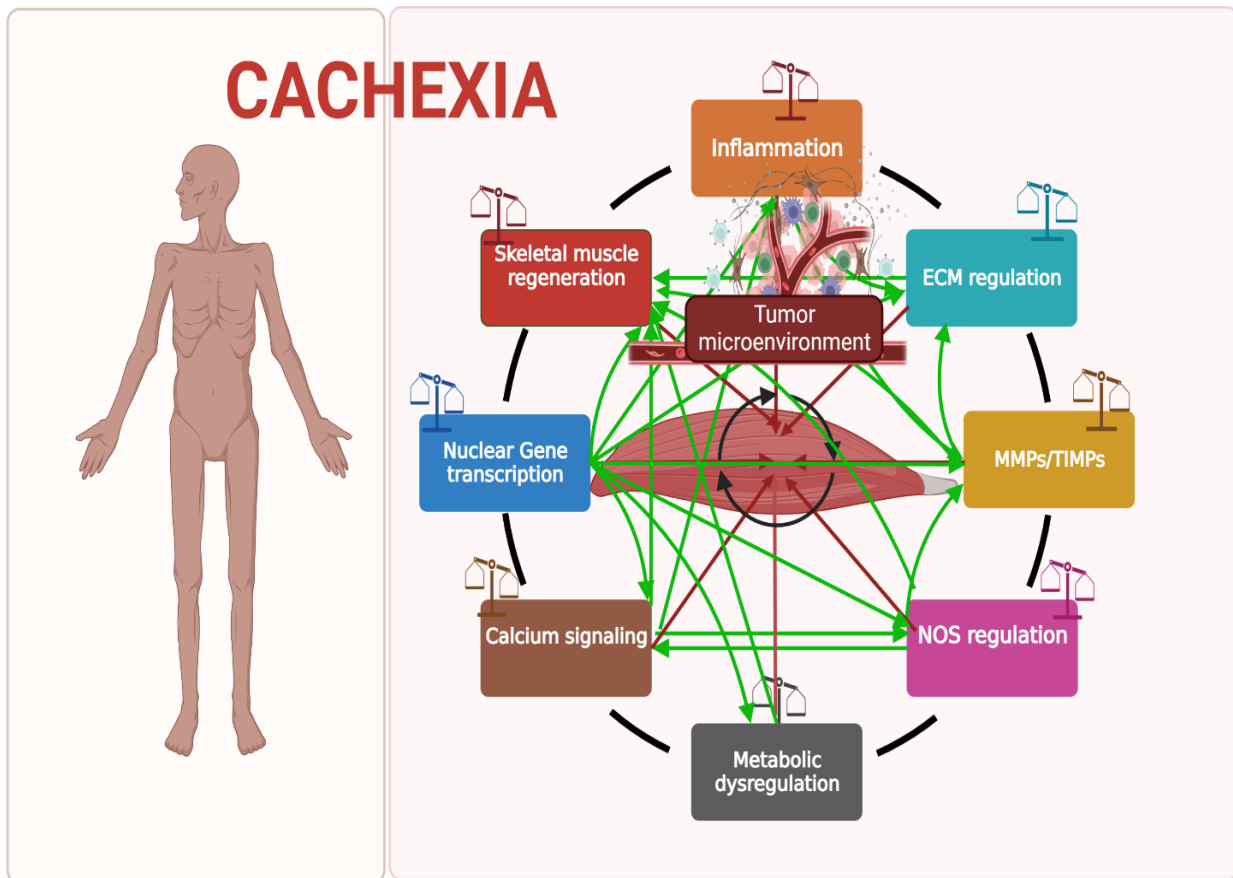 CACHEXIA
Inflammation
Skeletal muscle
regeneration
ECM regulation
Tumor
microenvironment
Nuclear Gene
transcription
MMPs/TIMPs
Calcium signaling
NOS regulation
Metabolic
dysregulation